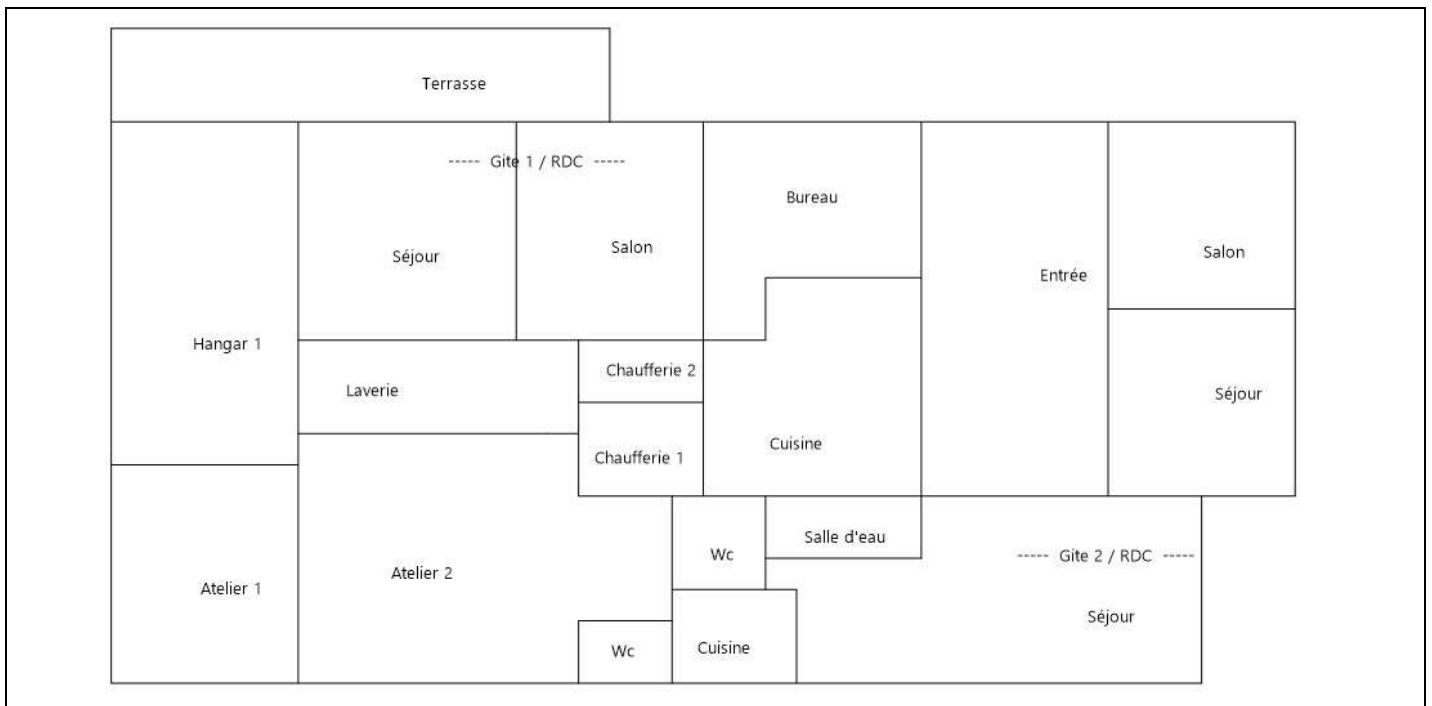 Terrasse
----- Gite 1 / RDC -----
Bureau
Séjour
Salon
Salon
Entrée
Hangar 1
Chaufferie 2
Laverie
Séjour
Cuisine
Chaufferie 1
Salle d'eau
Wc
----- Gite 2 / RDC -----
Atelier 2
Atelier 1
Séjour
Wc
Cuisine